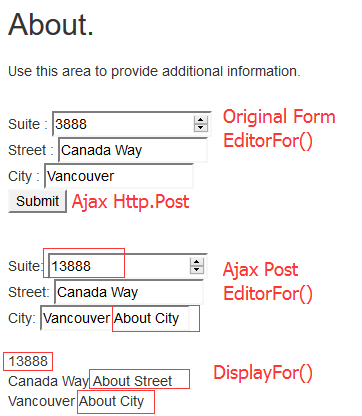 About.
Use this area to provide additional information.
Suite : 3888
Original Form
EditorFor()
Street : Canada Way
City : Vancouver
Submit Ajax Http.Post
Suite: 13888
Ajax Post
EditorFor()
Street: Canada Way
City: Vancouver About City
13888
DisplayFor()
Canada Way About Street
Vancouver About City